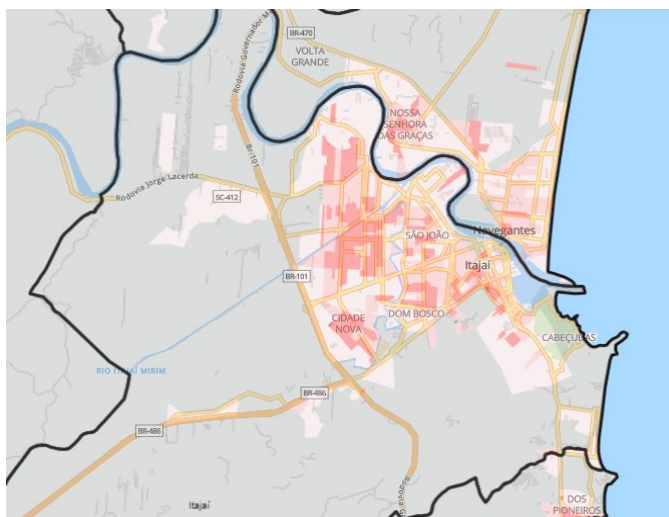 BR-470
VOLTA
GRANDE
Rodovia Governador M
NOSSA
SENHORA
DAS GRAÇAS
Br-101
Rodovia Jorge Lacerda
SC-412
SÃO JOÃO
Navegantes
Itajaí
BR-101
CIDADE
NOVA
DOM BOSCO
CABEÇUDAS
RIO ITAJAÍ MIRIM
BR-486
BR-486
Itajaí
Rodovia G
DOS
PIONEIROS